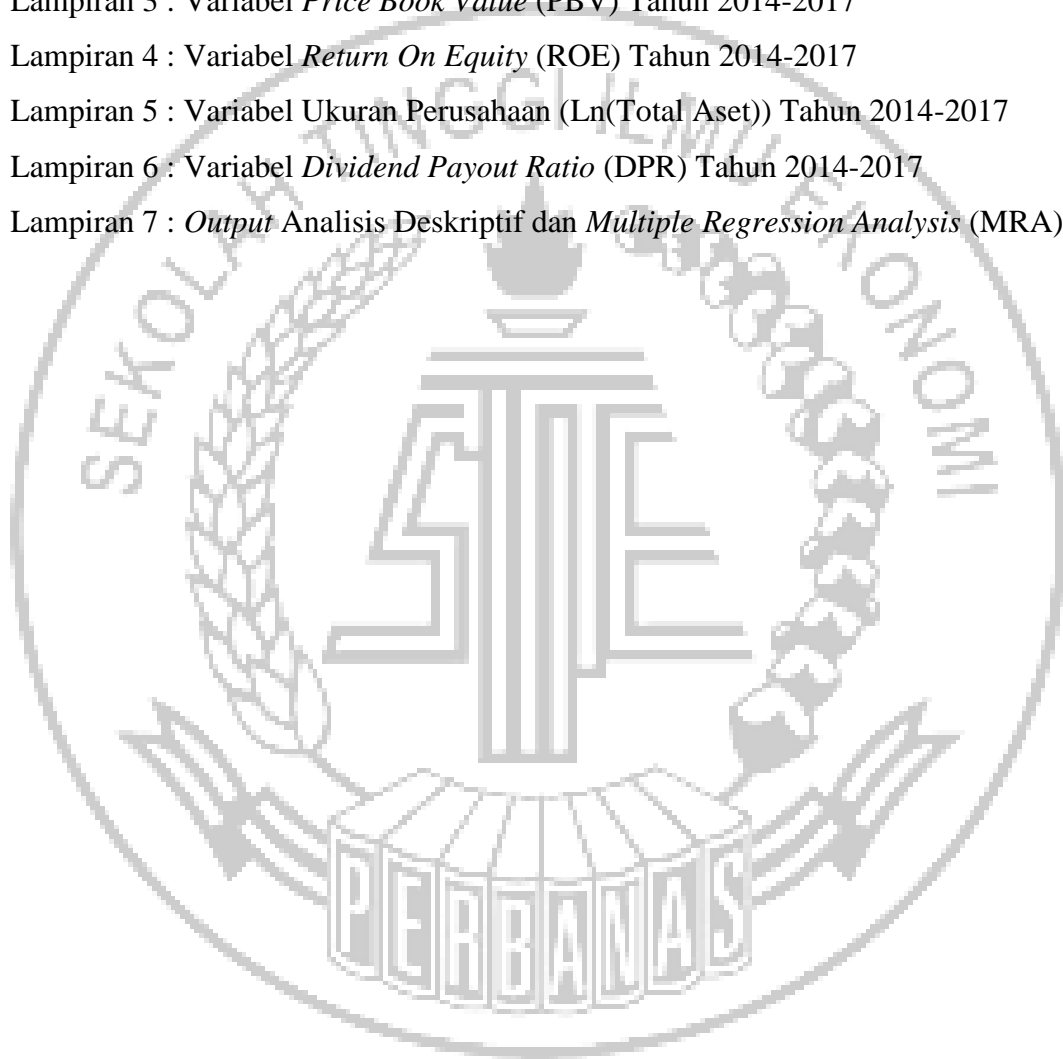 Lampiran 3 : Variabel Price Book Value (PBV) Tahun 2014-2017
Lampiran 4 : Variabel Return On Equity (ROE) Tahun 2014-2017
Lampiran 5 : Variabel Ukuran Perusahaan (Ln(Total Aset)) Tahun 2014-2017
Lampiran 6 : Variabel Dividend Payout Ratio (DPR) Tahun 2014-2017
Lampiran 7 : Output Analisis Deskriptif dan Multiple Regression Analysis (MRA)
SEKOLAH TINGGI ILMU EKONOMI
STIE
PERBANAS